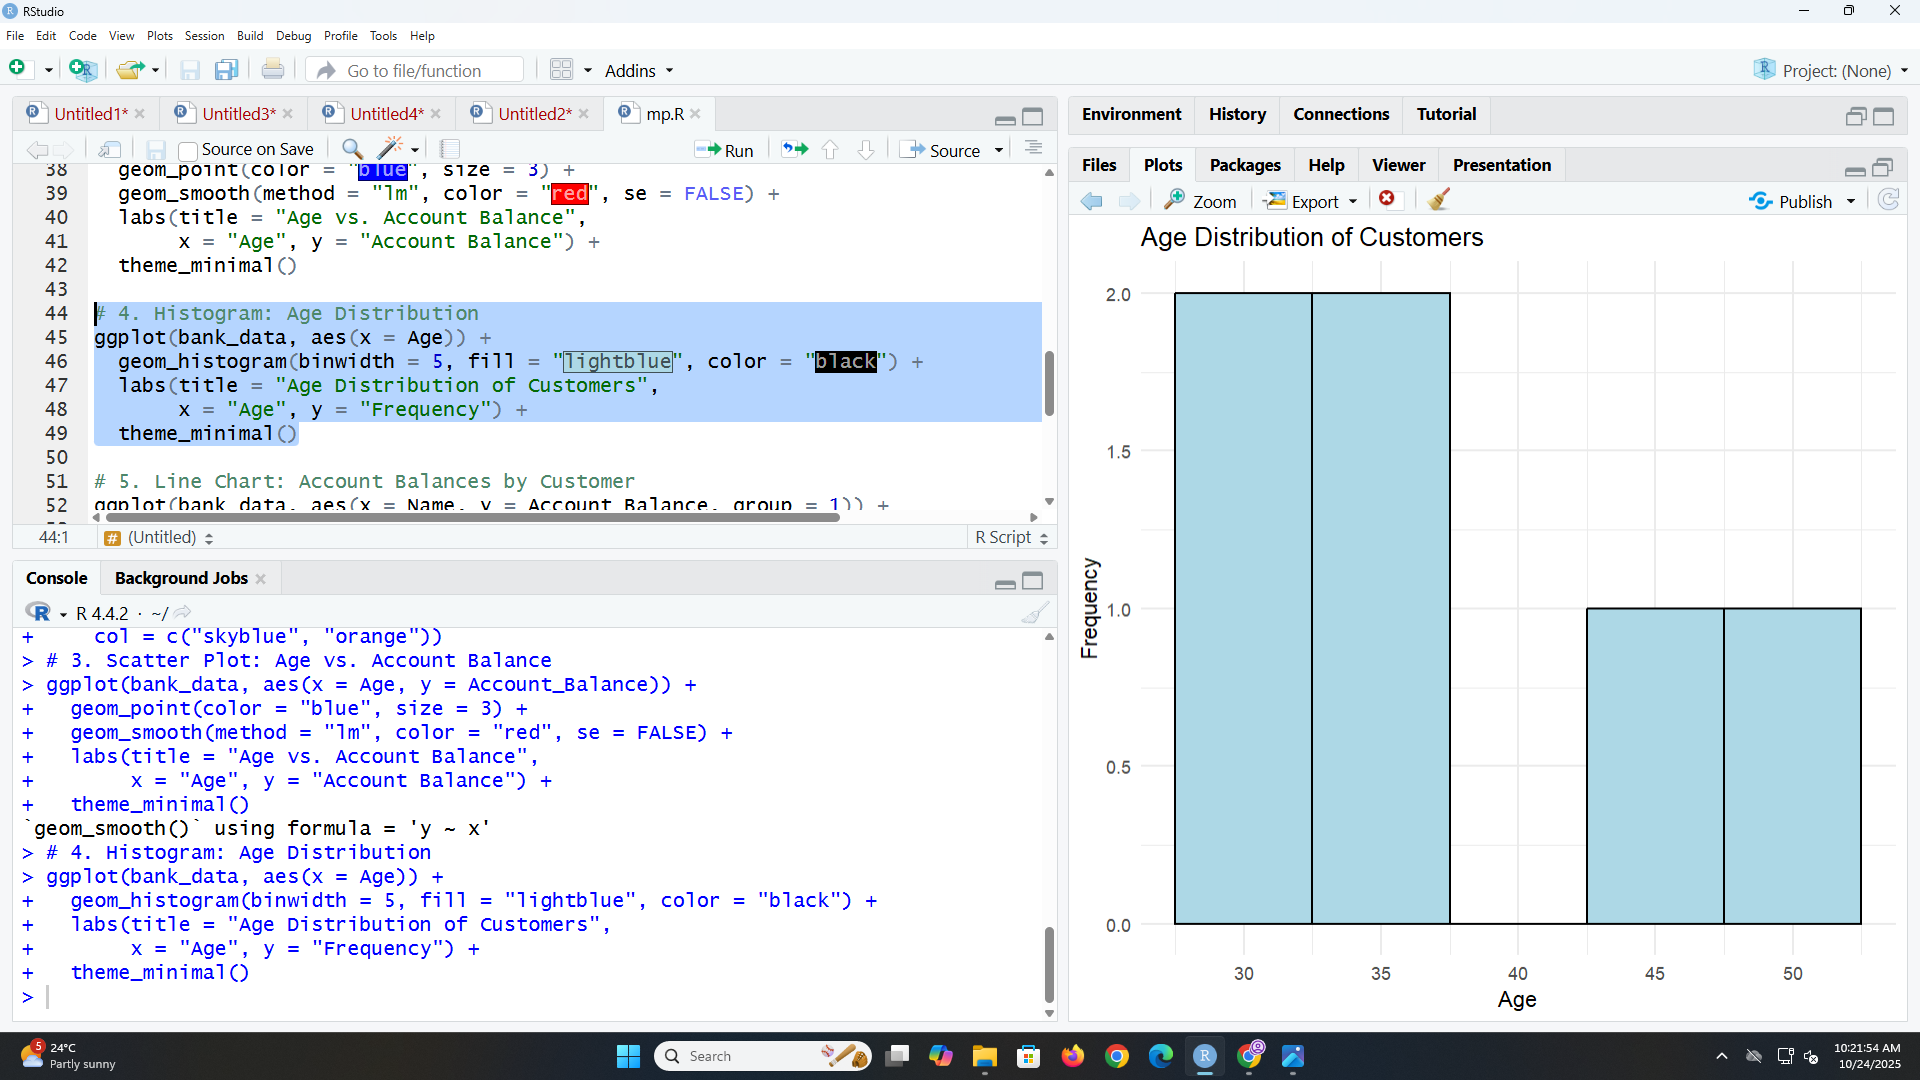 RStudio
File Edit Code View Plots Session Build Debug Profile Tools Help
Go to file/function Addins Project: (None)
Untitled1* Untitled3* Untitled4* Untitled2* mp.R
Source on Save Run Source
38 geom_point(color = "blue", size = 3) +
39 geom_smooth(method = "lm", color = "red", se = FALSE) +
40 labs(title = "Age vs. Account Balance",
41 x = "Age", y = "Account Balance") +
42 theme_minimal()
43
44 # 4. Histogram: Age Distribution
45 ggplot(bank_data, aes(x = Age)) +
46 geom_histogram(binwidth = 5, fill = "lightblue", color = "black") +
47 labs(title = "Age Distribution of Customers",
48 x = "Age", y = "Frequency") +
49 theme_minimal()
50
51 # 5. Line Chart: Account Balances by Customer
52 ggplot(bank_data, aes(x = Name, y = Account_Balance, group = 1)) +
44:1 # (Untitled) R Script
Console Background Jobs
R R 4.4.2 · ~/
+ col = c("skyblue", "orange"))
> # 3. Scatter Plot: Age vs. Account Balance
> ggplot(bank_data, aes(x = Age, y = Account_Balance)) +
+ geom_point(color = "blue", size = 3) +
+ geom_smooth(method = "lm", color = "red", se = FALSE) +
+ labs(title = "Age vs. Account Balance",
+ x = "Age", y = "Account Balance") +
+ theme_minimal()
`geom_smooth()` using formula = 'y ~ x'
> # 4. Histogram: Age Distribution
> ggplot(bank_data, aes(x = Age)) +
+ geom_histogram(binwidth = 5, fill = "lightblue", color = "black") +
+ labs(title = "Age Distribution of Customers",
+ x = "Age", y = "Frequency") +
+ theme_minimal()
>
Environment History Connections Tutorial
Files Plots Packages Help Viewer Presentation
Zoom Export Publish
Age Distribution of Customers
2.0
1.5
1.0
0.5
0.0
Frequency
30 35 40 45 50
Age
5
24°C
Partly sunny
Search
10:21:54 AM
10/24/2025